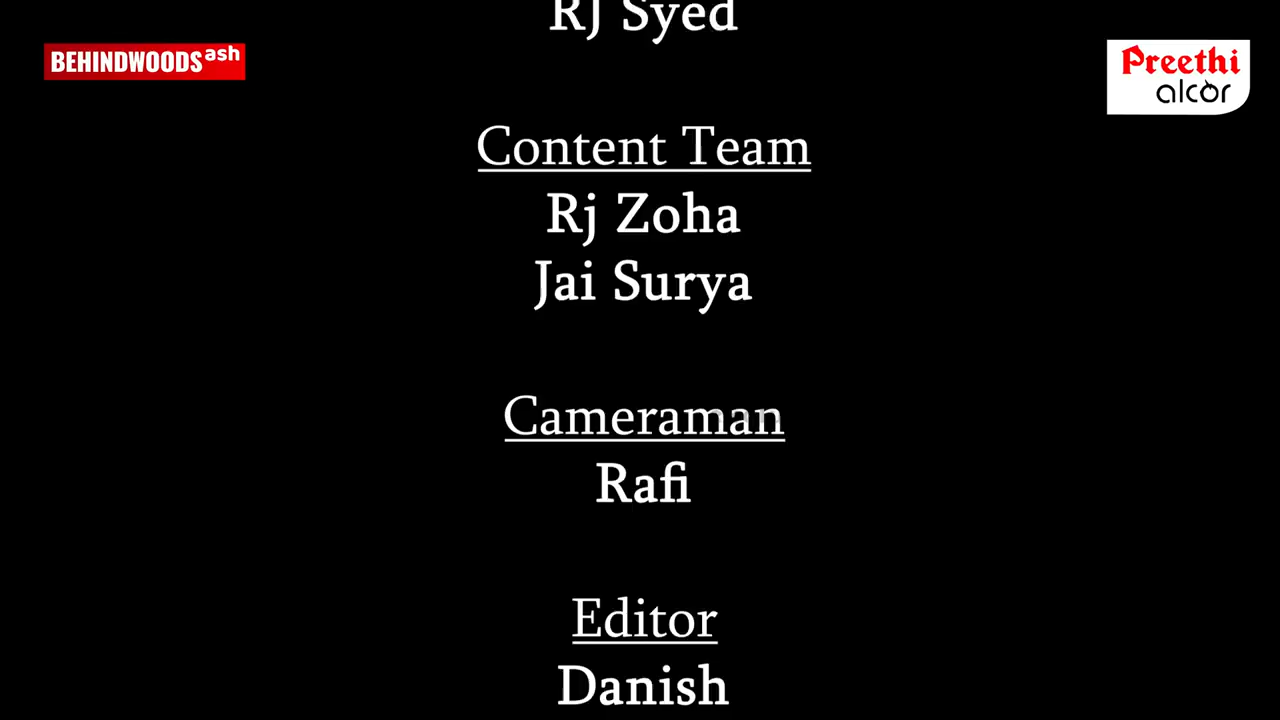 RJ Syed
BEHINDWOODS ash
Preethi
alcor
Content Team
Rj Zoha
Jai Surya
Cameraman
Rafi
Editor
Danish